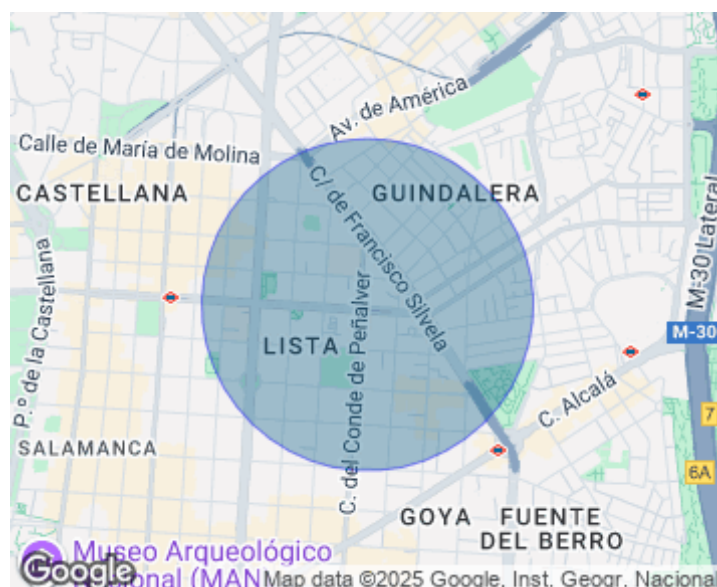 Av. de América
Calle de María de Molina
CASTELLANA
GUINDALERA
C/ de Francisco Silvela
M-30 Lateral
P.º de la Castellana
LISTA
C. del Conde de Peñalver
M-30
C. Alcalá
7
SALAMANCA
6A
GOYA
FUENTE
DEL BERRO
Museo Arqueológico
Nacional (MAN
Google
Map data ©2025 Google, Inst. Geogr. Nacional